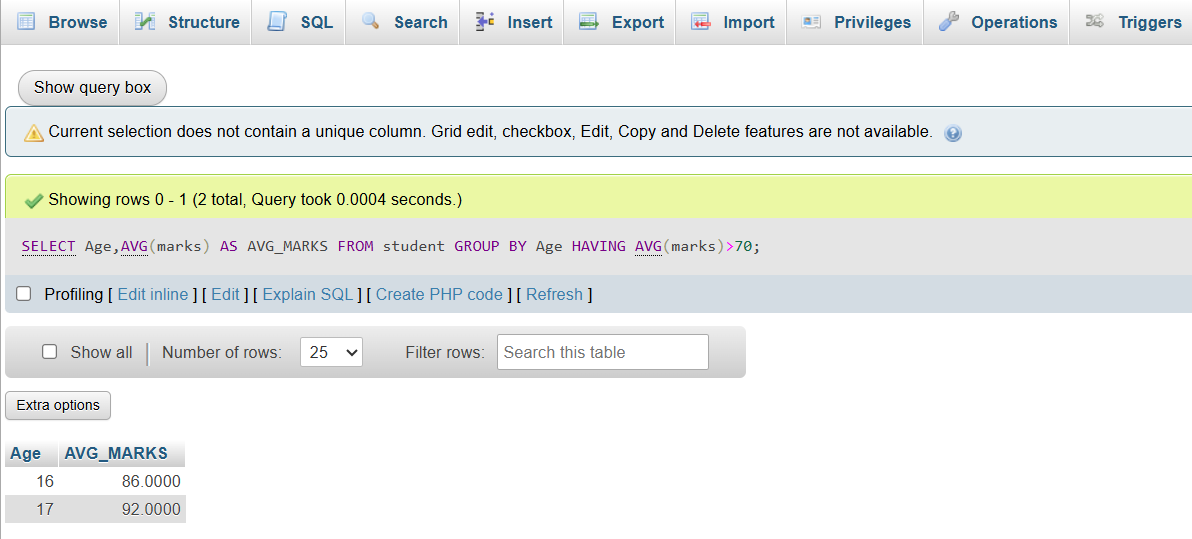 Browse Structure SQL Search Insert Export Import Privileges Operations Triggers
Show query box
Current selection does not contain a unique column. Grid edit, checkbox, Edit, Copy and Delete features are not available.
Showing rows 0 - 1 (2 total, Query took 0.0004 seconds.)
SELECT Age,AVG(marks) AS AVG_MARKS FROM student GROUP BY Age HAVING AVG(marks)>70;
Profiling [ Edit inline ] [ Edit ] [ Explain SQL ] [ Create PHP code ] [ Refresh ]
Show all Number of rows: 25 Filter rows: Search this table
Extra options
Age AVG_MARKS
16 86.0000
17 92.0000